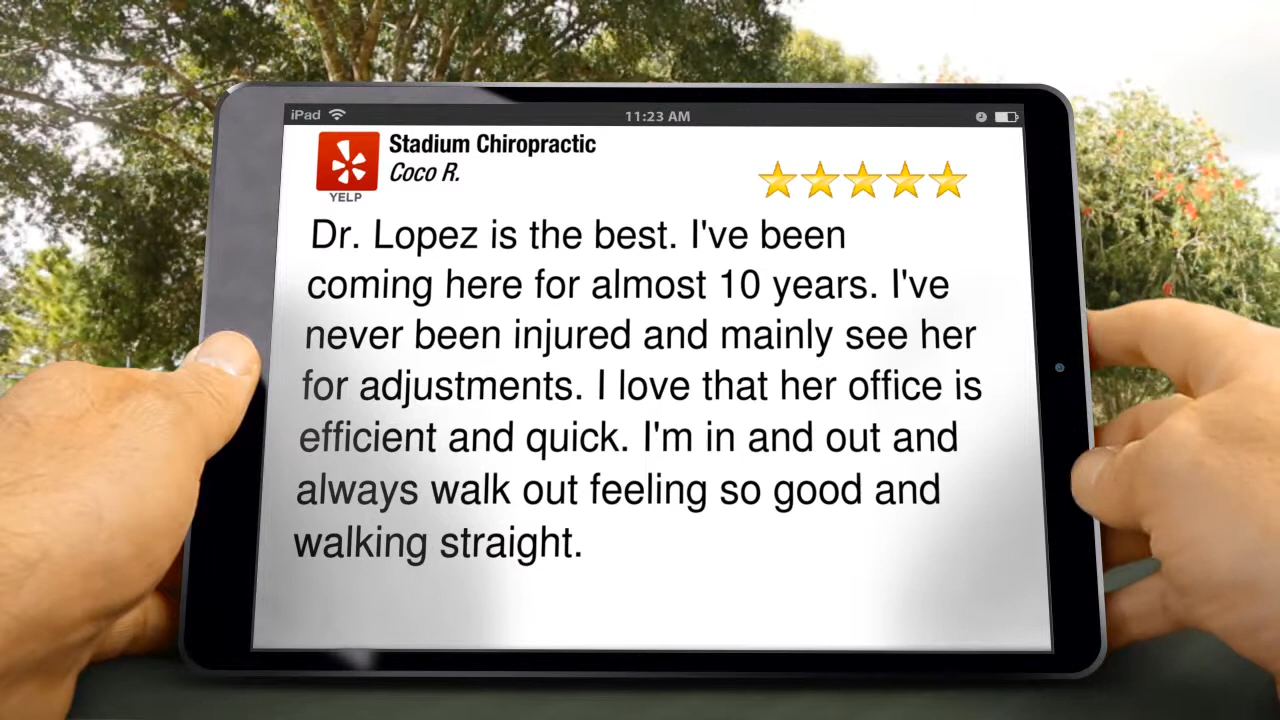 iPad
11:23 AM
Stadium Chiropractic
Coco R.
YELP
Dr. Lopez is the best. I've been
coming here for almost 10 years. I've
never been injured and mainly see her
for adjustments. I love that her office is
efficient and quick. I'm in and out and
always walk out feeling so good and
walking straight.